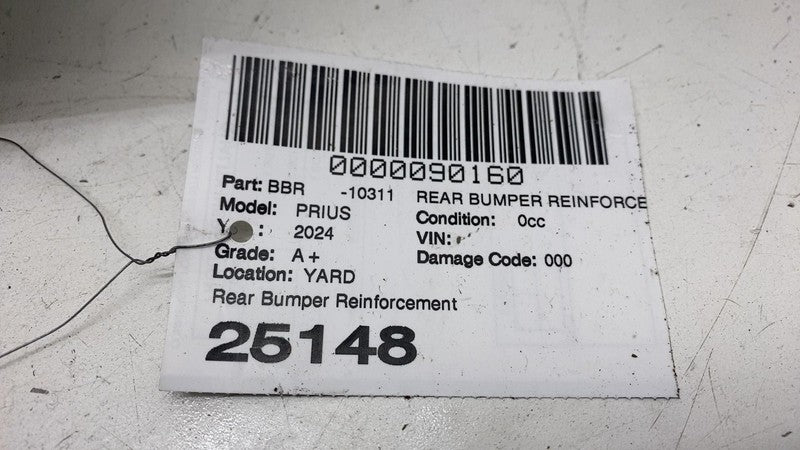 0000090160
Part: BBR -10311 REAR BUMPER REINFORCE
Model: PRIUS Condition: 0cc
Y : 2024 VIN:
Grade: A+ Damage Code: 000
Location: YARD
Rear Bumper Reinforcement
25148